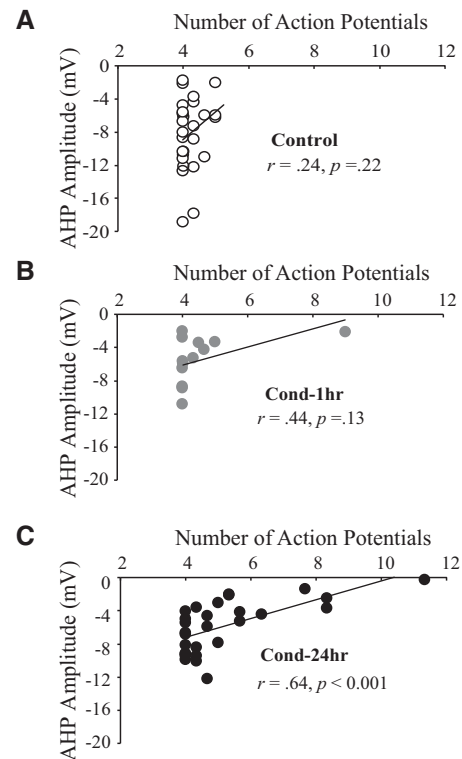 A
Number of Action Potentials
2 4 6 8 10 12
AHP Amplitude (mV)
0
-4
-8
-12
-16
-20
Control
r = .24, p =.22
B
Number of Action Potentials
2 4 6 8 10 12
AHP Amplitude (mV)
0
-4
-8
-12
-16
-20
Cond-1hr
r = .44, p =.13
C
Number of Action Potentials
2 4 6 8 10 12
AHP Amplitude (mV)
0
-4
-8
-12
-16
-20
Cond-24hr
r = .64, p < 0.001